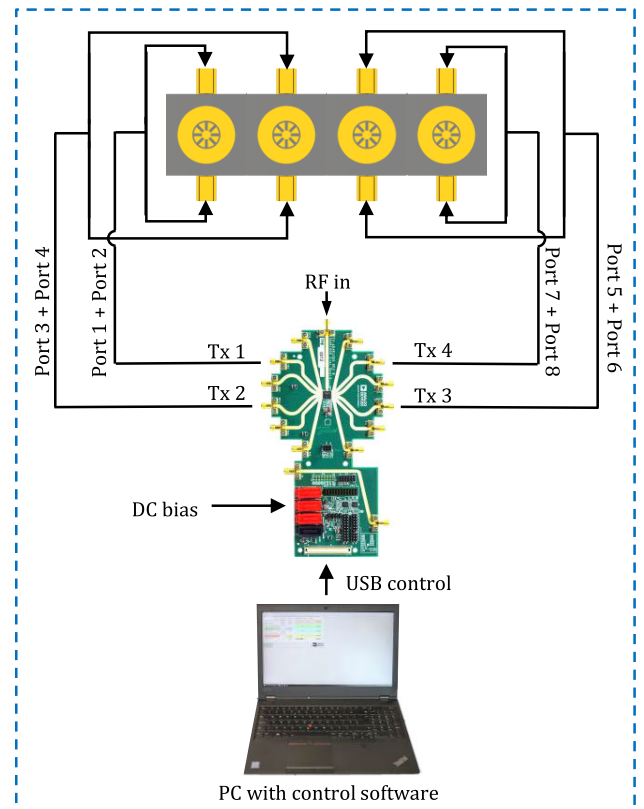 Port 3 + Port 4
Port 1 + Port 2
Port 7 + Port 8
Port 5 + Port 6
RF in
Tx 1
Tx 4
Tx 2
Tx 3
DC bias
USB control
PC with control software